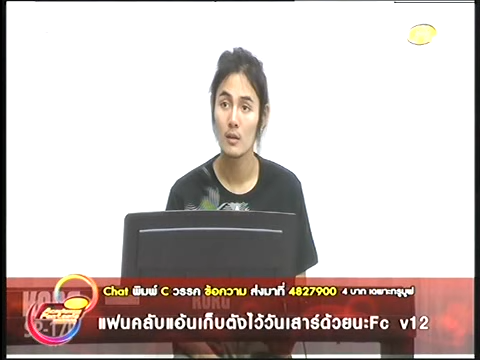 Chat พิมพ์ C วรรค ข้อความ ส่งมาที่ 4827900 4 บาท เฉพาะทรูมูฟ
KORG
แฟนคลับแอ้นเก็บตังไว้วันเสาร์ด้วยนะFc v12